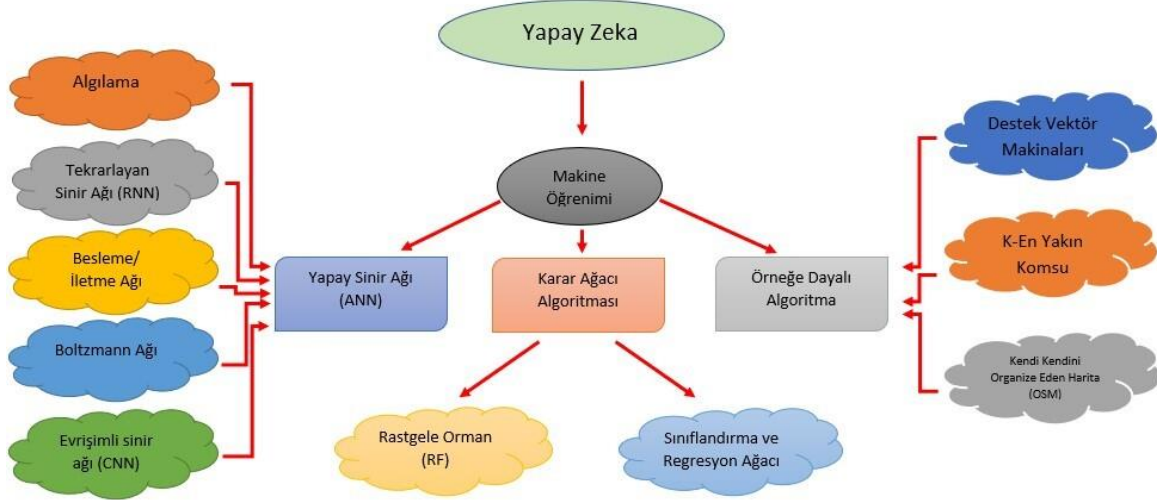 Yapay Zeka
Algılama
Tekrarlayan
Sinir Ağı (RNN)
Besleme/
İletme Ağı
Boltzmann Ağı
Evrişimli sinir
ağı (CNN)
Makine
Öğrenimi
Yapay Sinir Ağı
(ANN)
Karar Ağacı
Algoritması
Örneğe Dayalı
Algoritma
Rastgele Orman
(RF)
Sınıflandırma ve
Regresyon Ağacı
Destek Vektör
Makinaları
K-En Yakın
Komsu
Kendi Kendini
Organize Eden Harita
(OSM)